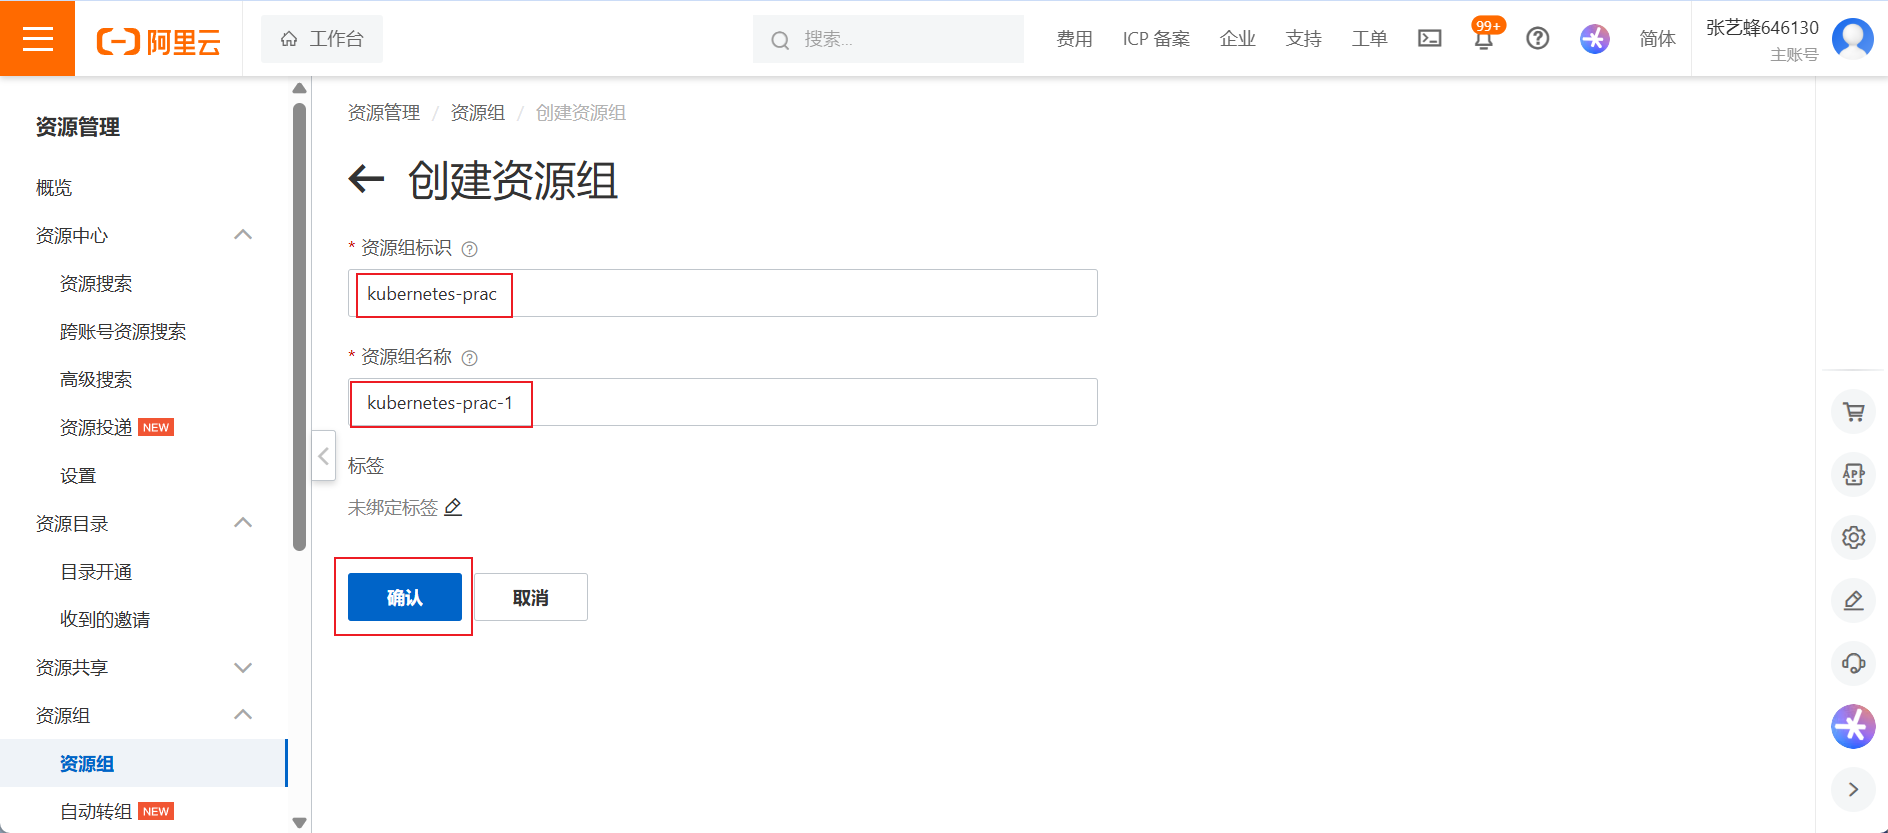 阿里云
工作台
搜索...
费用
ICP 备案
企业
支持
工单
99+
简体
张艺蜂646130
主账号
资源管理
概览
资源中心
资源搜索
跨账号资源搜索
高级搜索
资源投递 NEW
设置
资源目录
目录开通
收到的邀请
资源共享
资源组
资源组
自动转组 NEW
资源管理 / 资源组 / 创建资源组
创建资源组
* 资源组标识
kubernetes-prac
* 资源组名称
kubernetes-prac-1
标签
未绑定标签
确认
取消
APP